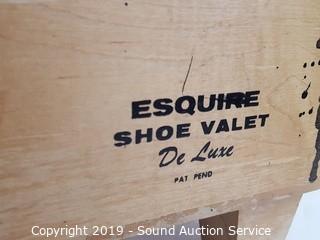 ESQUIRE
SHOE VALET
De Luxe
PAT PEND
Copyright 2019 - Sound Auction Service